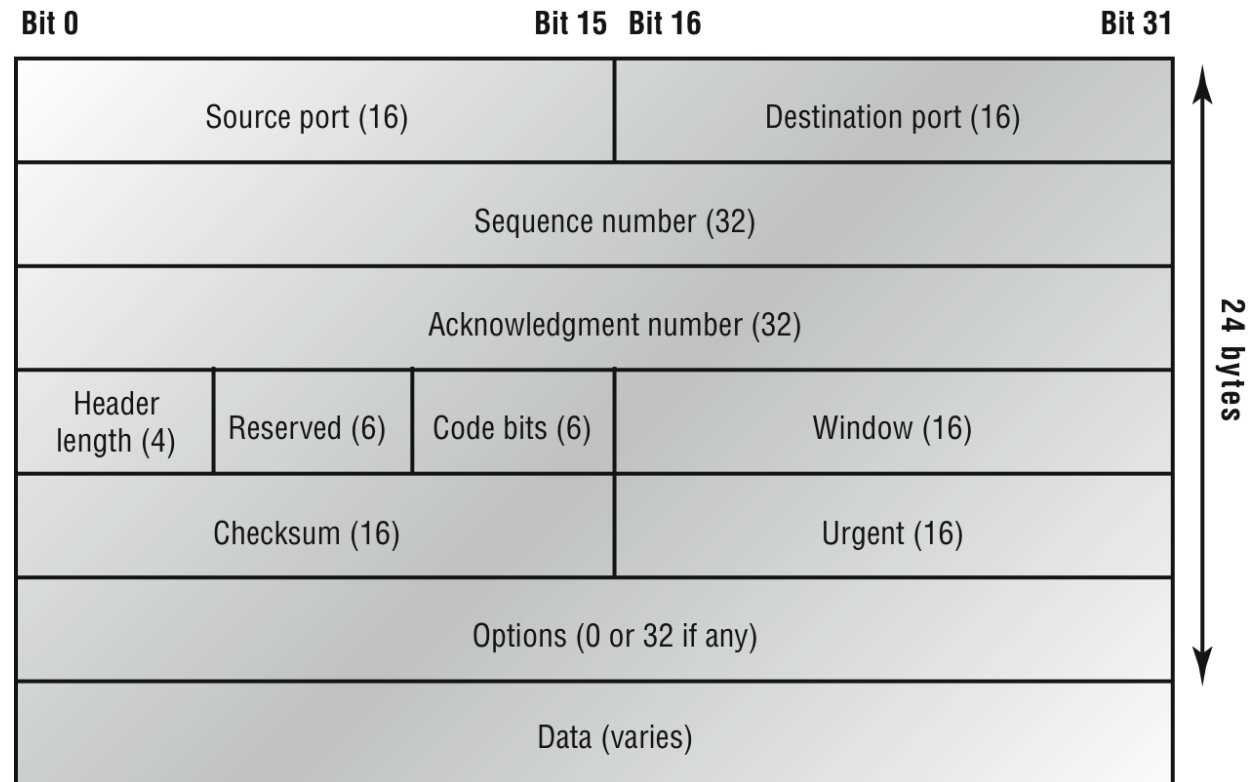 Bit 0 Bit 15 Bit 16 Bit 31
Source port (16) Destination port (16)
Sequence number (32)
Acknowledgment number (32)
Header
length (4) Reserved (6) Code bits (6) Window (16)
Checksum (16) Urgent (16)
Options (0 or 32 if any)
Data (varies)
24 bytes